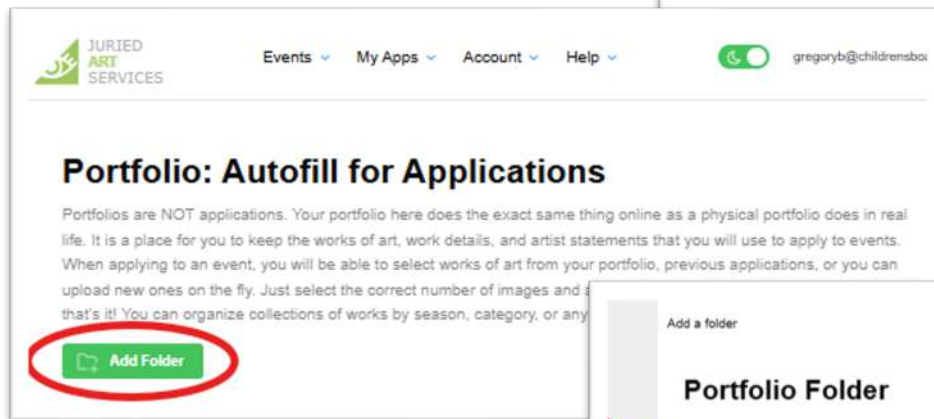 JURIED
ART
SERVICES
Events My Apps Account Help gregoryb@childrensboa
Portfolio: Autofill for Applications
Portfolios are NOT applications. Your portfolio here does the exact same thing online as a physical portfolio does in real
life. It is a place for you to keep the works of art, work details, and artist statements that you will use to apply to events.
When applying to an event, you will be able to select works of art from your portfolio, previous applications, or you can
upload new ones on the fly. Just select the correct number of images and a
that's it! You can organize collections of works by season, category, or any
Add Folder
Add a folder
Portfolio Folder